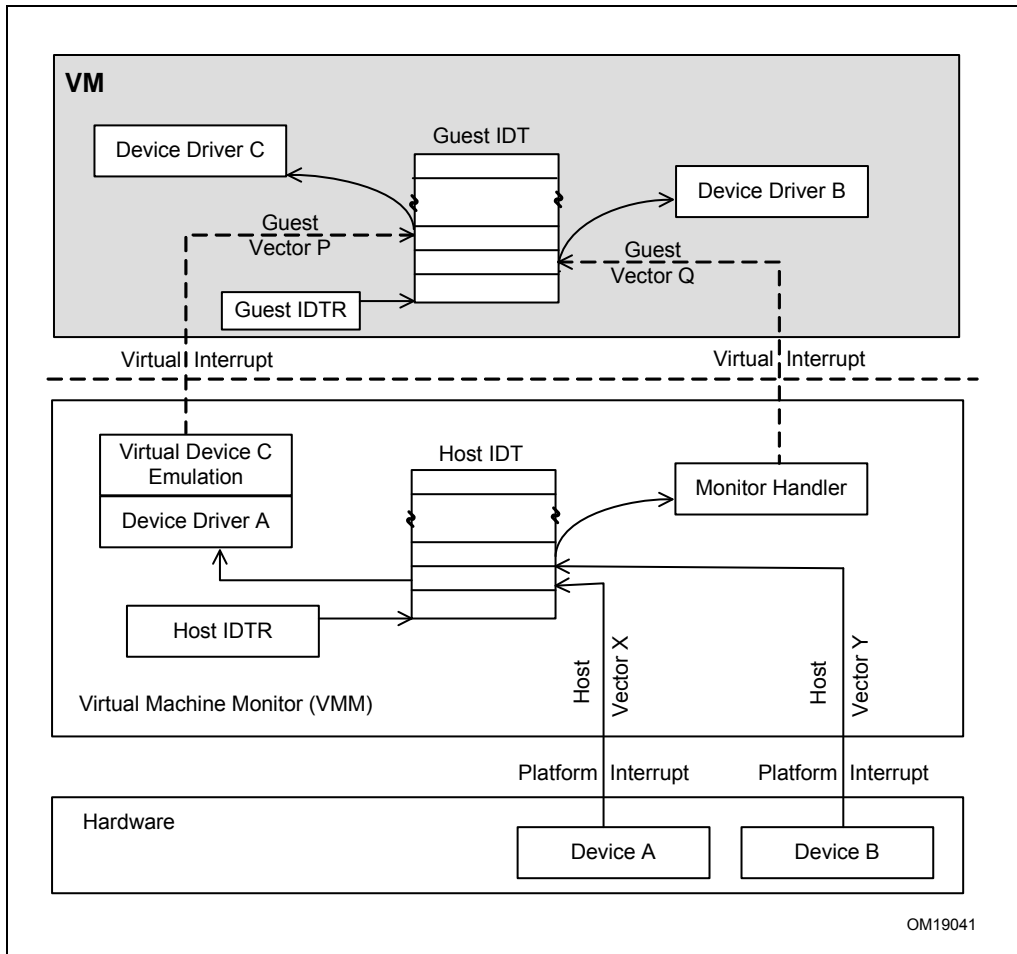 VM
Guest IDT
Device Driver C
Device Driver B
Guest
Vector P
Guest
Vector Q
Guest IDTR
Virtual Interrupt
Virtual Interrupt
Virtual Device C
Emulation
Device Driver A
Host IDT
Monitor Handler
Host IDTR
Host
Vector X
Host
Vector Y
Virtual Machine Monitor (VMM)
Platform Interrupt
Platform Interrupt
Hardware
Device A
Device B
OM19041